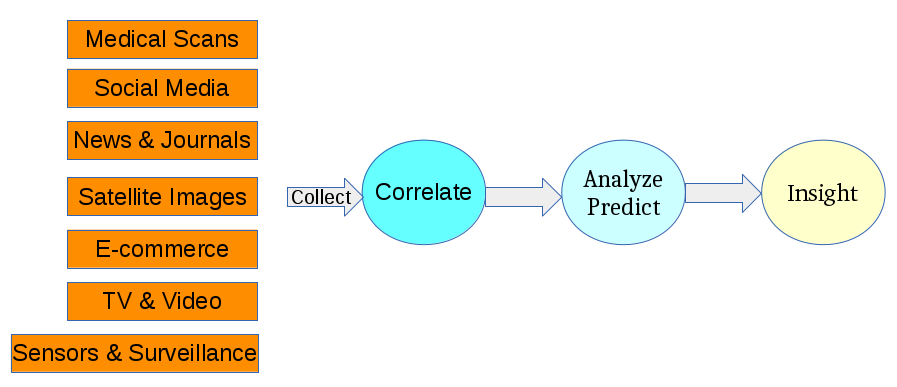 Medical Scans
Social Media
News & Journals
Satellite Images
E-commerce
TV & Video
Sensors & Surveillance
Collect
Correlate
Analyze
Predict
Insight